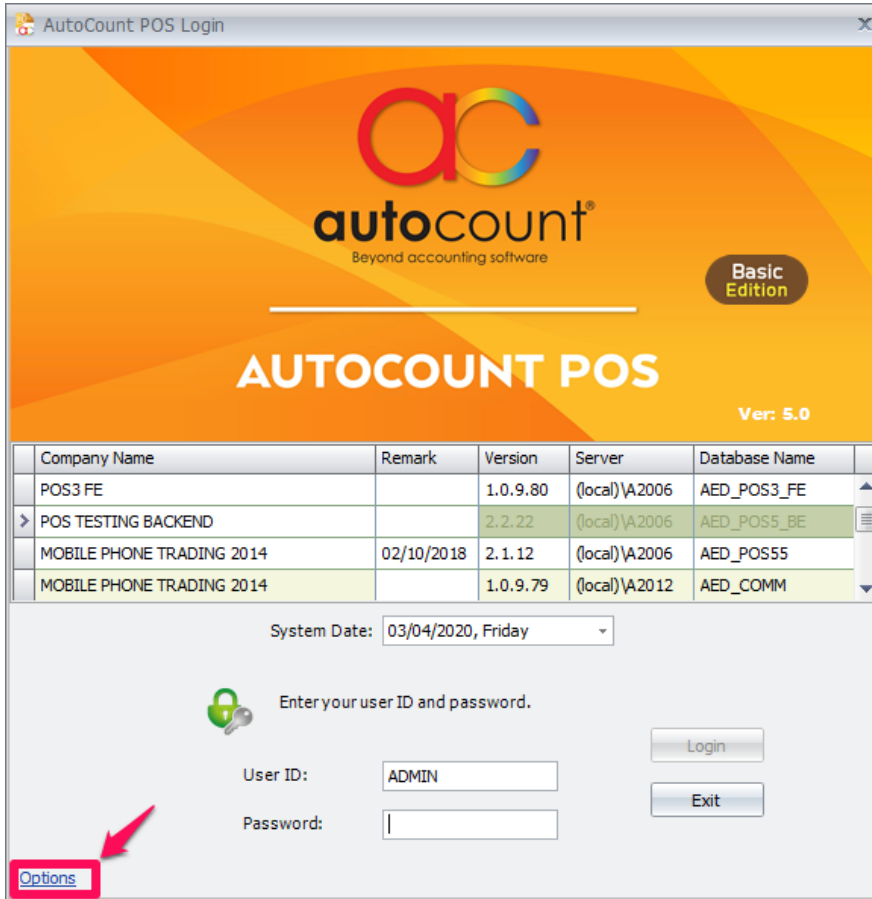 AutoCount POS Login
ac
autocount®
Beyond accounting software
Basic
Edition
AUTOCOUNT POS
Ver: 5.0
Company Name Remark Version Server Database Name
POS3 FE 1.0.9.80 (local)\A2006 AED_POS3_FE
POS TESTING BACKEND 2.2.22 (local)\A2006 AED_POS5_BE
MOBILE PHONE TRADING 2014 02/10/2018 2.1.12 (local)\A2006 AED_POS55
MOBILE PHONE TRADING 2014 1.0.9.79 (local)\A2012 AED_COMM
System Date: 03/04/2020, Friday
Enter your user ID and password.
Login
User ID: ADMIN
Exit
Password:
Options